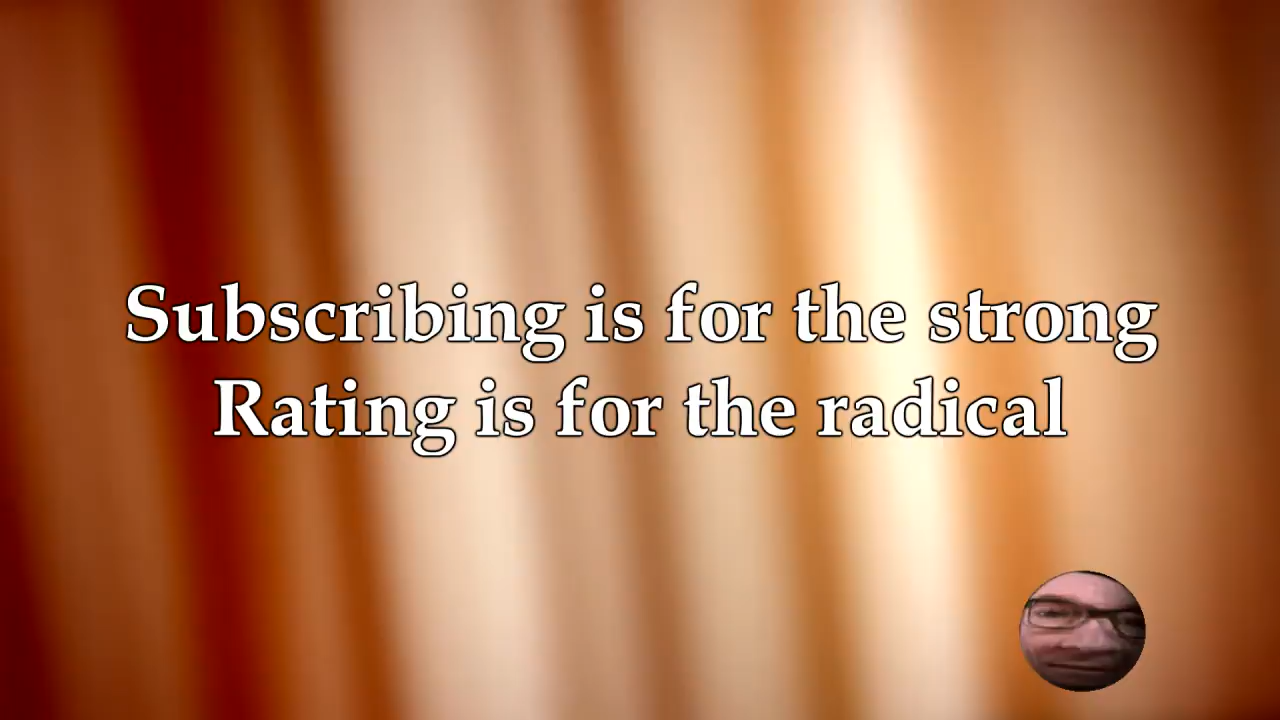 Subscribing is for the strong
Rating is for the radical